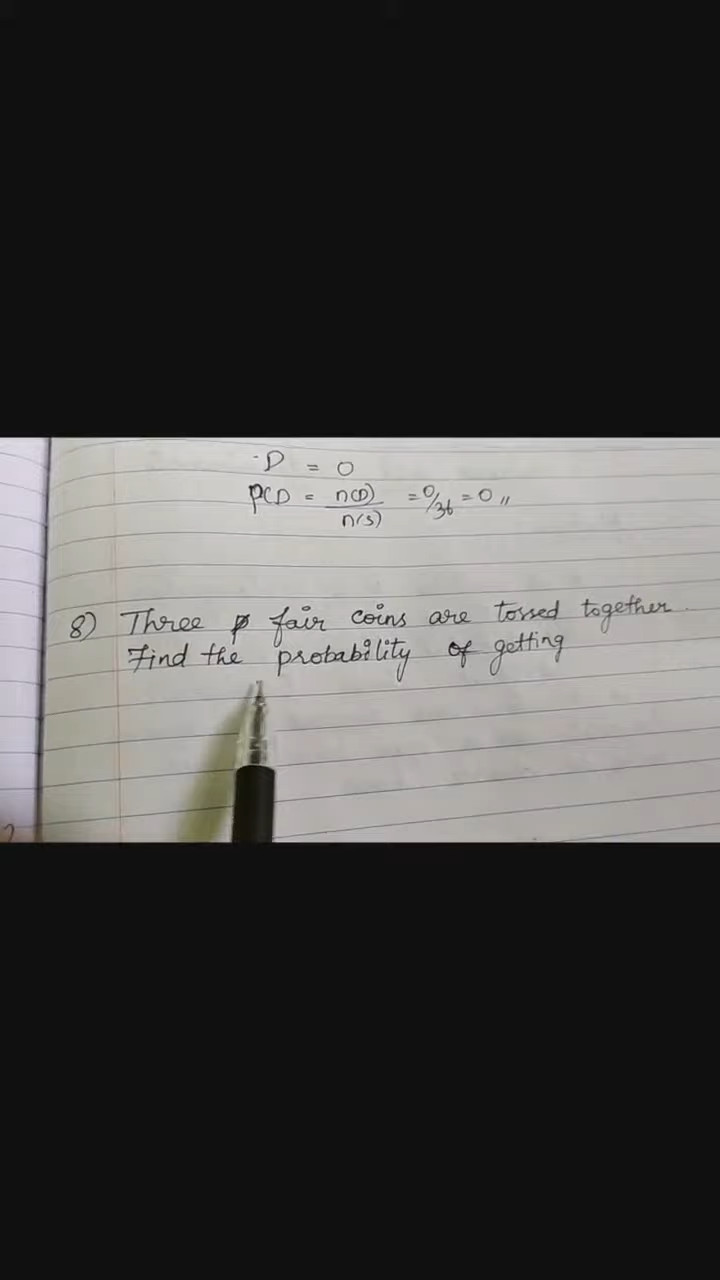 D = 0
P(D = n(D)/n(S) = 0/36 = 0 „
8) Three fair coins are tossed together.
Find the probability of getting